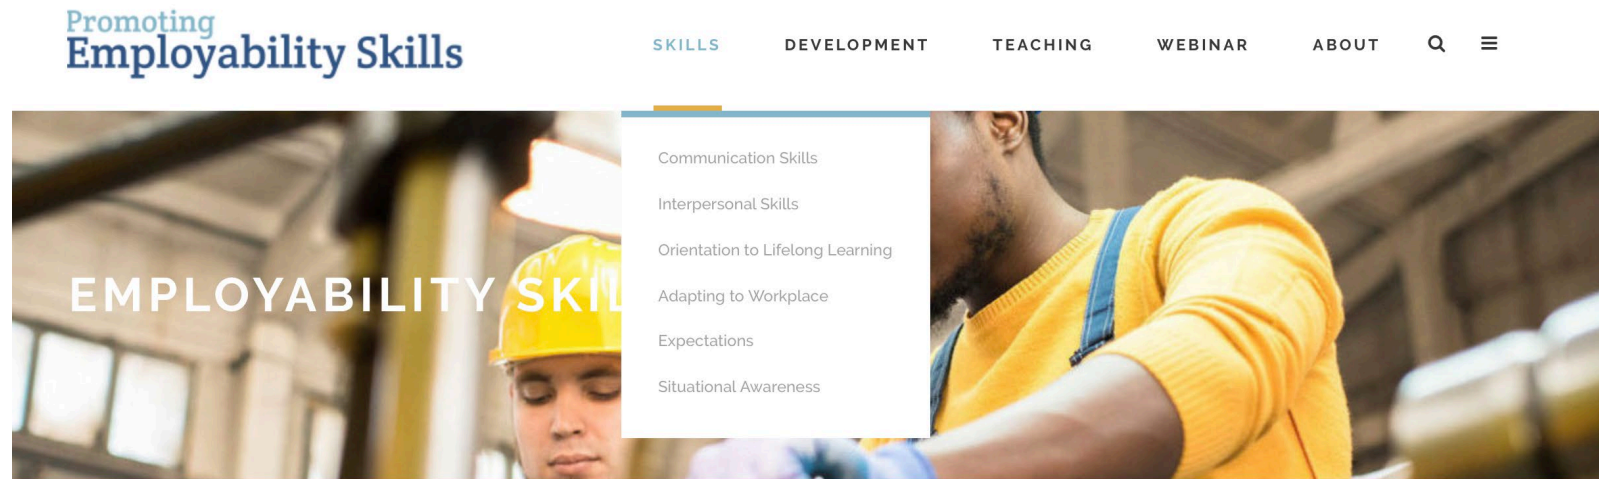 Promoting
Employability Skills
SKILLS DEVELOPMENT TEACHING WEBINAR ABOUT
Communication Skills
Interpersonal Skills
Orientation to Lifelong Learning
Adapting to Workplace
Expectations
Situational Awareness
EMPLOYABILITY SKIL